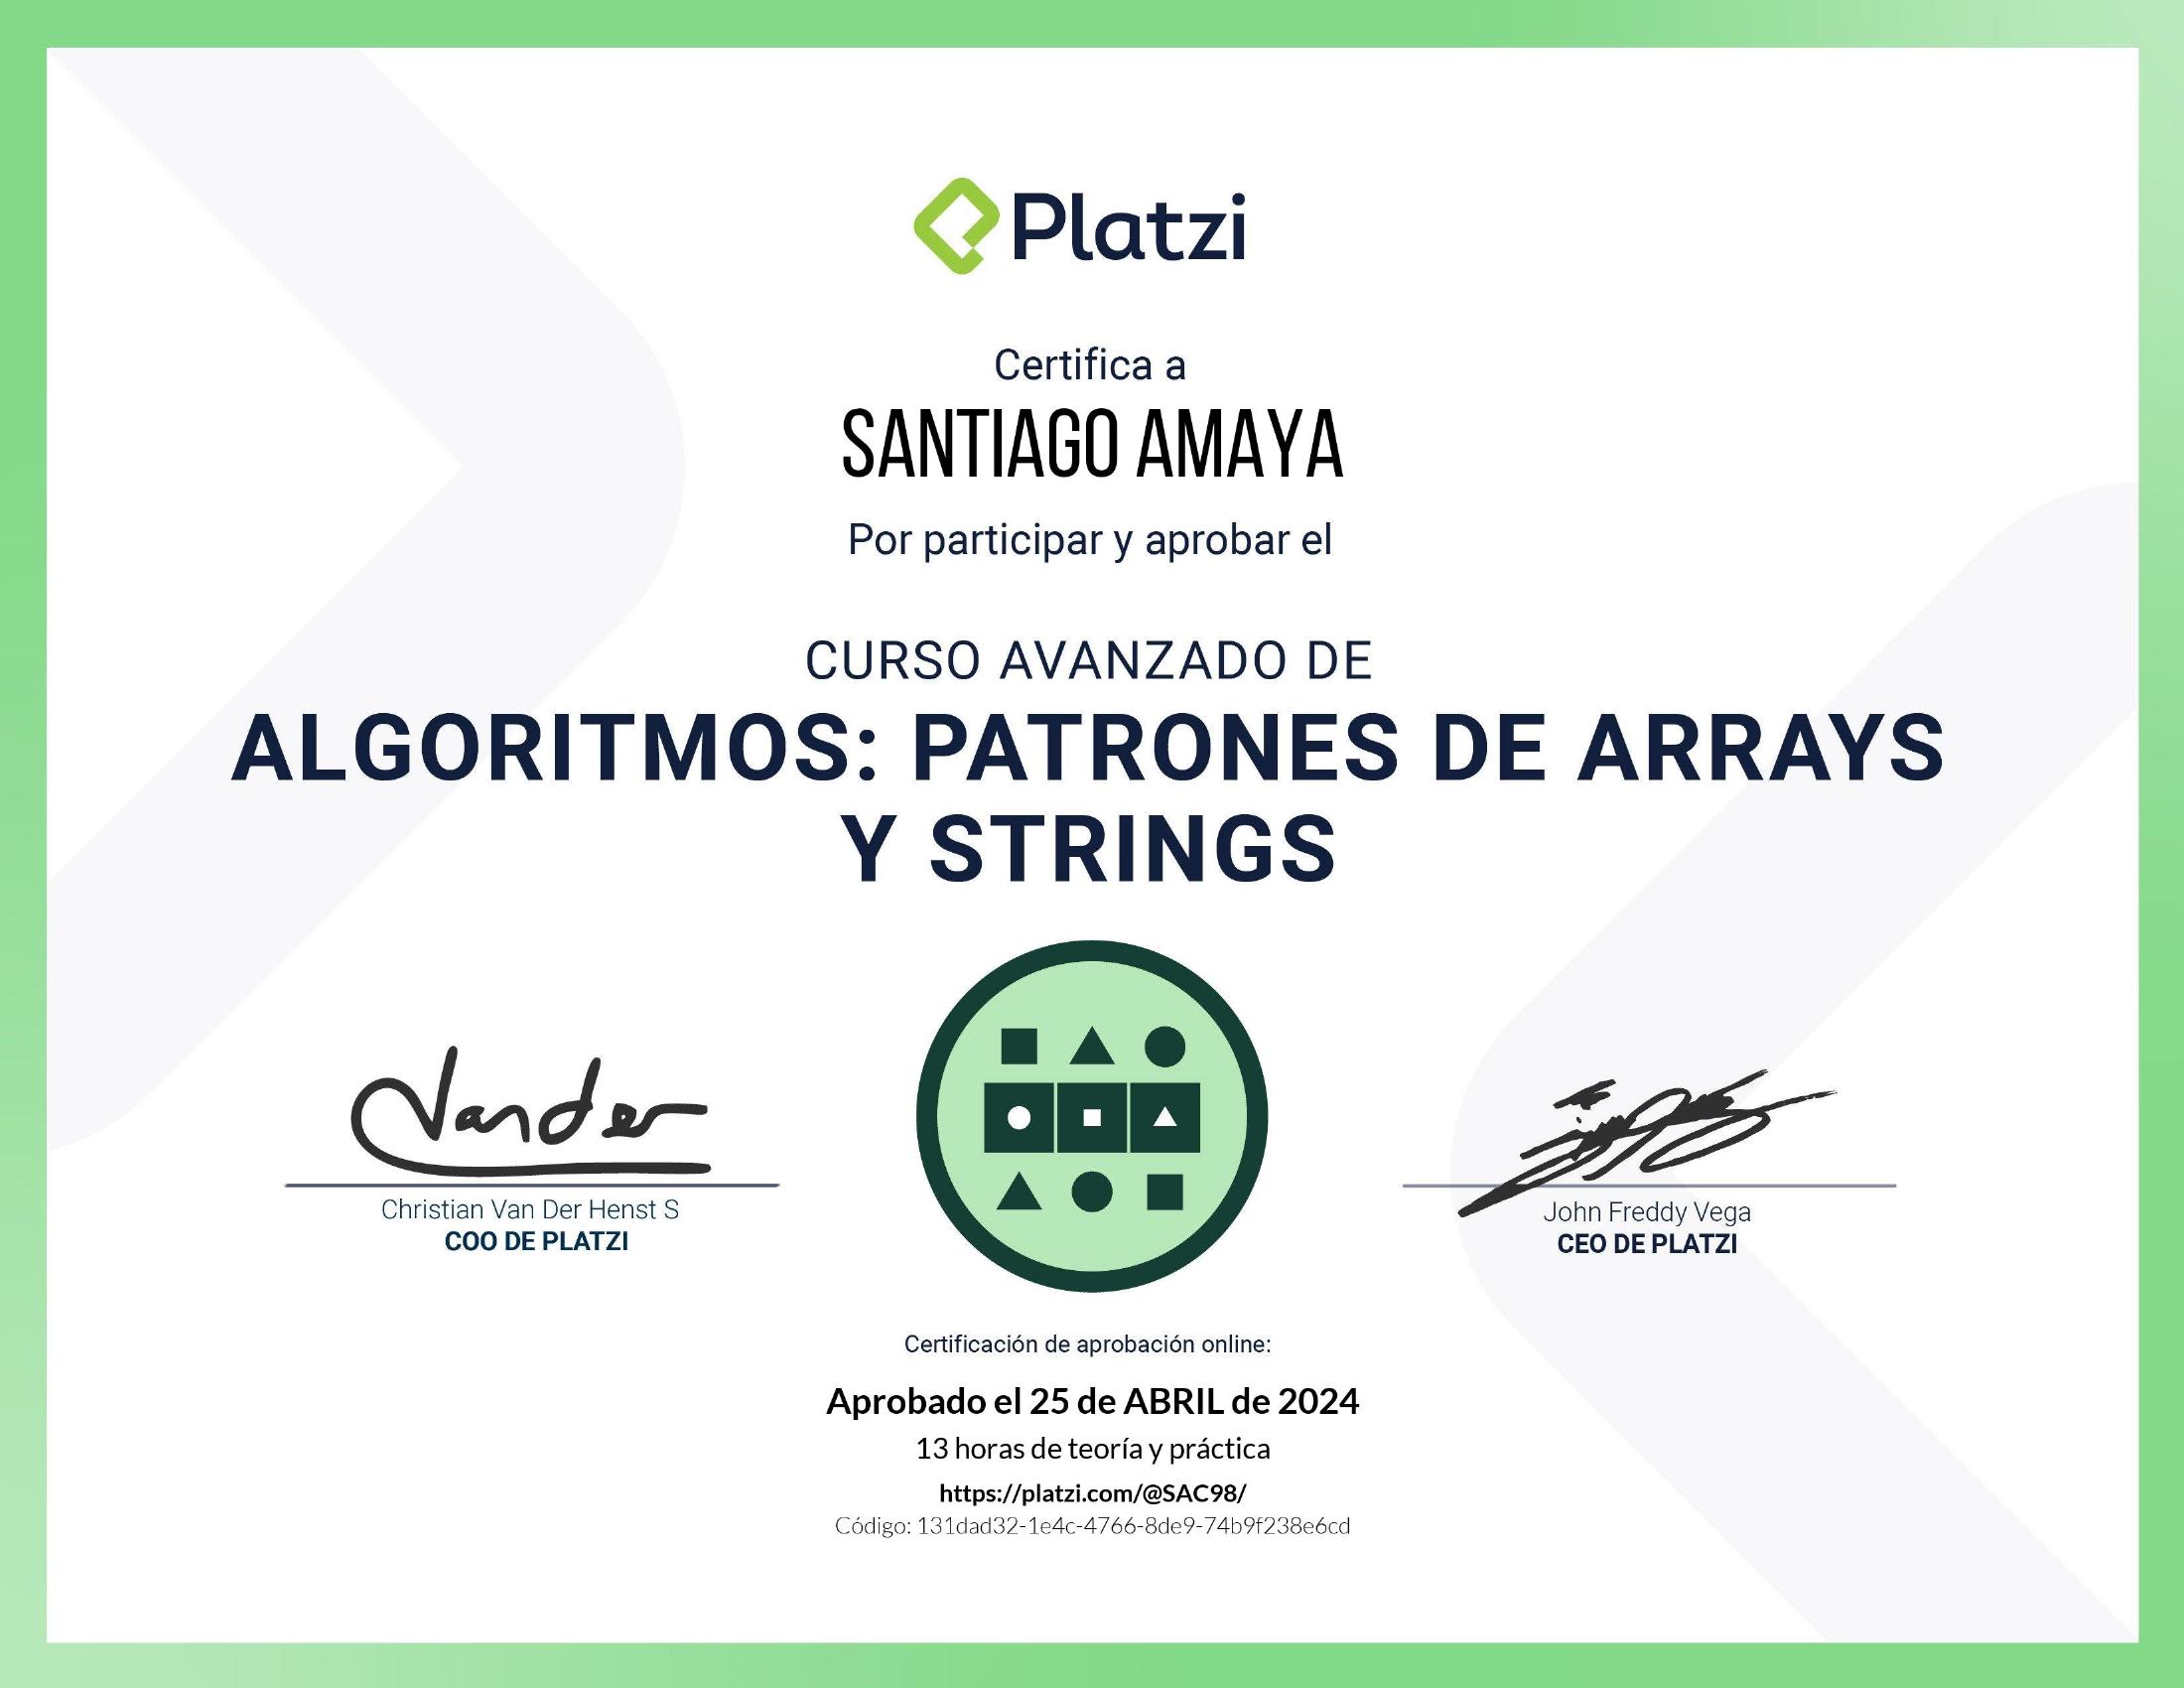 Platzi
Certifica a
SANTIAGO AMAYA
Por participar y aprobar el
CURSO AVANZADO DE
ALGORITMOS: PATRONES DE ARRAYS
Y STRINGS
Vander
Christian Van Der Henst S
COO DE PLATZI
John Freddy Vega
CEO DE PLATZI
Certificación de aprobación online:
Aprobado el 25 de ABRIL de 2024
13 horas de teoría y práctica
https://platzi.com/@SAC98/
Código: 131dad32-1e4c-4766-8de9-74b9f238e6cd